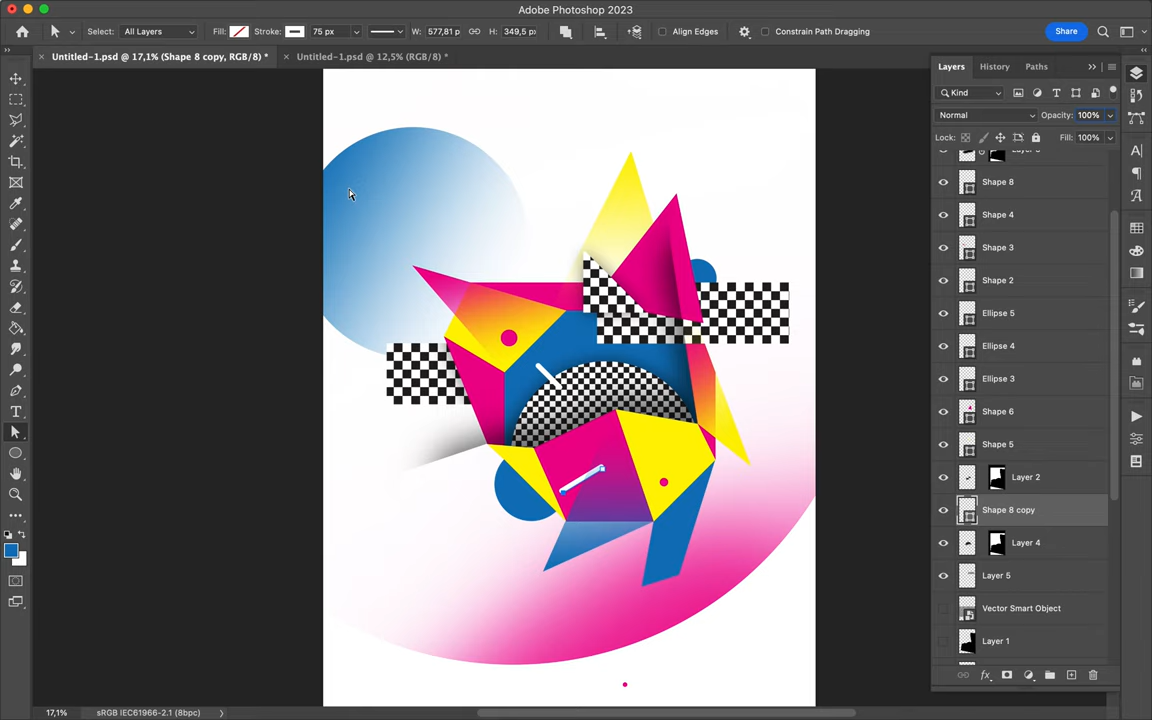 Adobe Photoshop 2023
Select: All Layers Fill: Stroke: 75 px W: 577,81 p H: 349,5 px Align Edges Constrain Path Dragging Share
Untitled-1.psd @ 17,1% (Shape 8 copy, RGB/8) * Untitled-1.psd @ 12,5% (RGB/8) *
Layers History Paths
Kind
Normal Opacity: 100%
Lock: Fill: 100%
Shape 8
Shape 4
Shape 3
Shape 2
Ellipse 5
Ellipse 4
Ellipse 3
Shape 6
Shape 5
Layer 2
Shape 8 copy
Layer 4
Layer 5
Vector Smart Object
Layer 1
17,1% sRGB IEC61966-2.1 (8bpc)